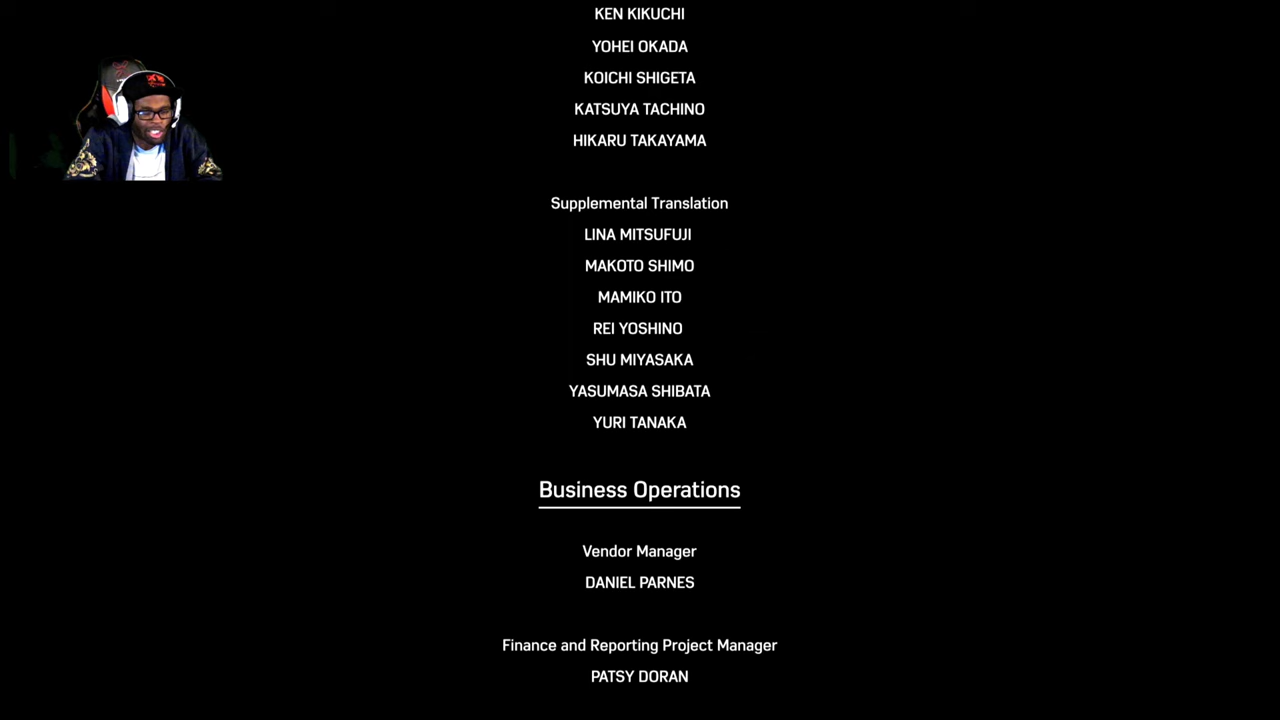 KEN KIKUCHI
YOHEI OKADA
KOICHI SHIGETA
KATSUYA TACHINO
HIKARU TAKAYAMA
Supplemental Translation
LINA MITSUFUJI
MAKOTO SHIMO
MAMIKO ITO
REI YOSHINO
SHU MIYASAKA
YASUMASA SHIBATA
YURI TANAKA
Business Operations
Vendor Manager
DANIEL PARNES
Finance and Reporting Project Manager
PATSY DORAN